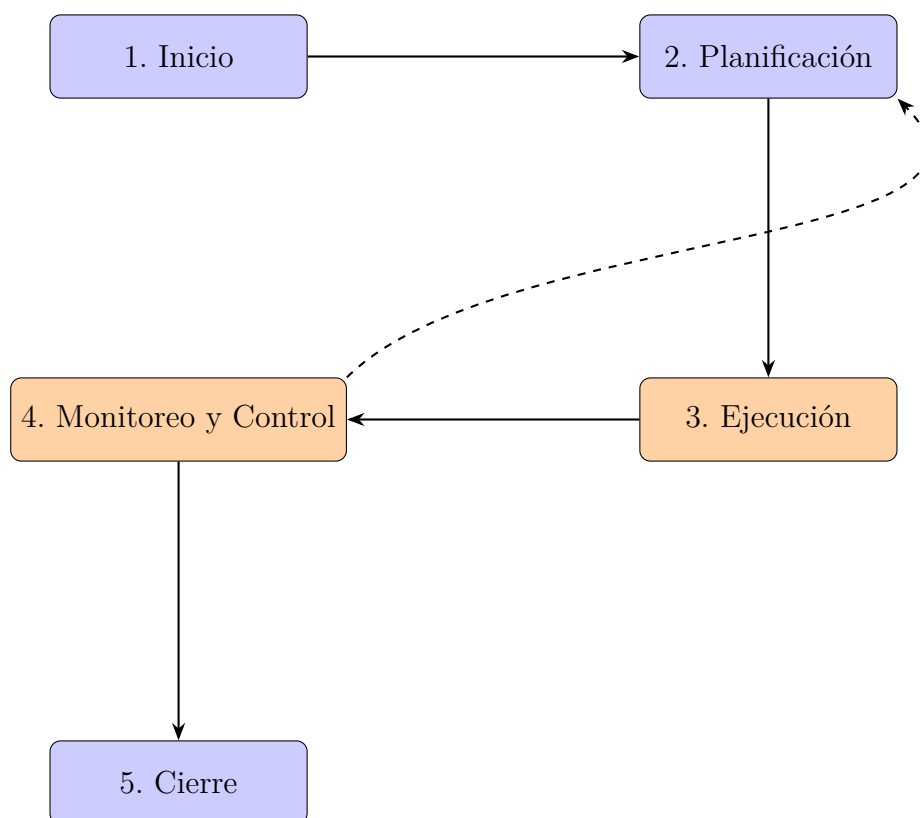 1. Inicio
2. Planificación
4. Monitoreo y Control
3. Ejecución
5. Cierre